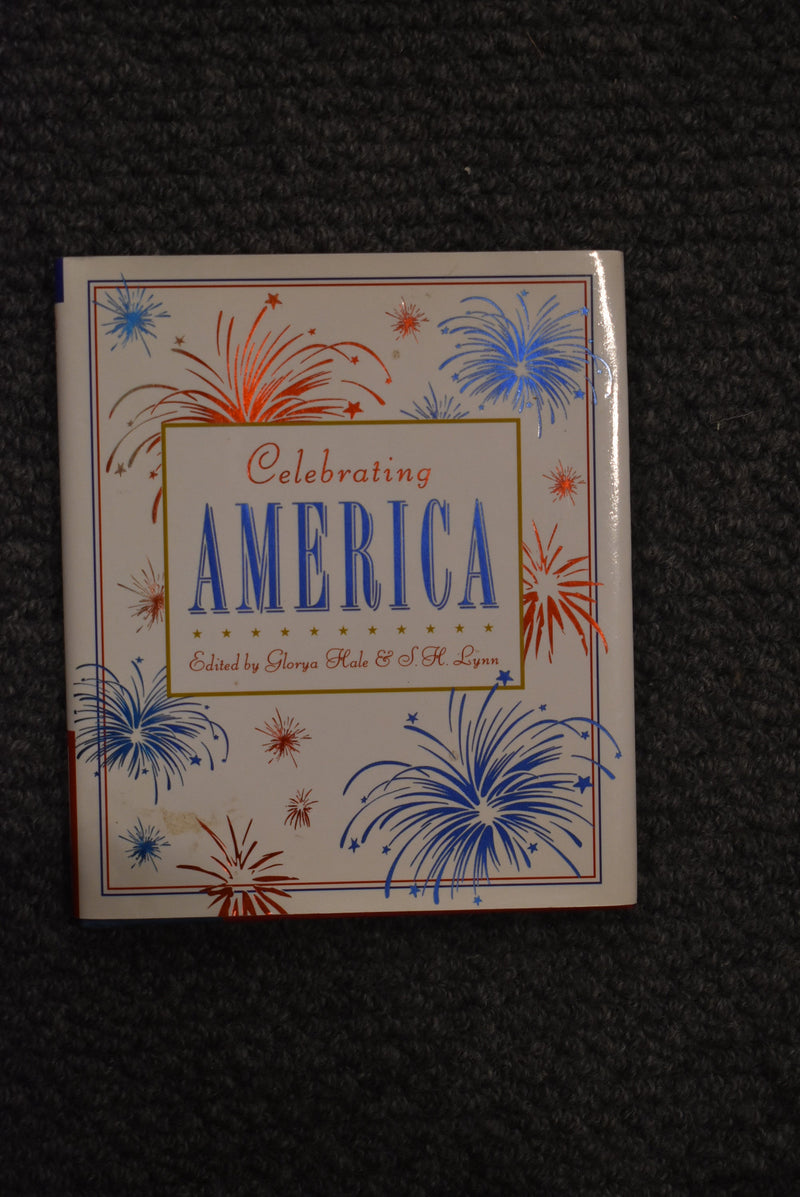 Celebrating
AMERICA
Edited by Glorya Hale & S. H. Lynn